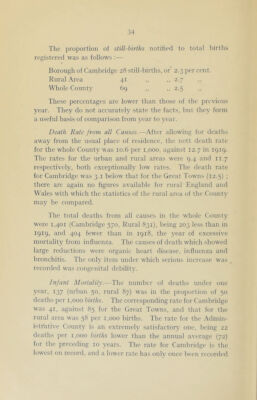 34
The proportion of still-births notified to total births
registered was as follows :—
Borough of Cambridge 28 still-births, or 2.3 per cent.
Rural Area 41 ,, ,, 2.7 ,,
Whole County 69 ,, ,, 2.5 ,,
These percentages are lower than those of the previous
year. They do not accurately state the facts, but they form
a useful basis of comparison from year to year.
Death Rate from all Causes.—After allowing for deaths
away from the usual place of residence, the nett death rate
for the whole County was 10.6 per 1,000, against 12.7 in 1919.
The rates for the urban and rural areas were 9.4 and 11.7
respectively, both exceptionally low rates. The death rate
for Cambridge was 3.1 below that for the Great Towns (12.5) ;
there are again no figures available for rural England and
Wales with which the statistics of the rural area of the County
may be compared.
The total deaths from all causes in the whole County
were 1,401 (Cambridge 570, Rural 831), being 203 less than in
1919, and 404 fewer than in 1918, the year of excessive
mortality from influenza. The causes of death which showed
large reductions were organic heart disease, influenza and
bronchitis. The only item under which serious increase was
recorded was congenital debility.
Infant Mortality.—The number of deaths under one
year, 137 (urban 50, rural 87) was in the proportion of 50
deaths per 1,000 births. The corresponding rate for Cambridge
was 41, against 85 for the Great Towns, and that for the
rural area was 58 per 1,000 births. The rate for the Admin-
istrative County is an extremely satisfactory one, being 22
deaths per 1,000 births lower than the annual average (72)
for the preceding 10 years. The rate for Cambridge is the
lowest on record, and a lower rate has only once been recorded